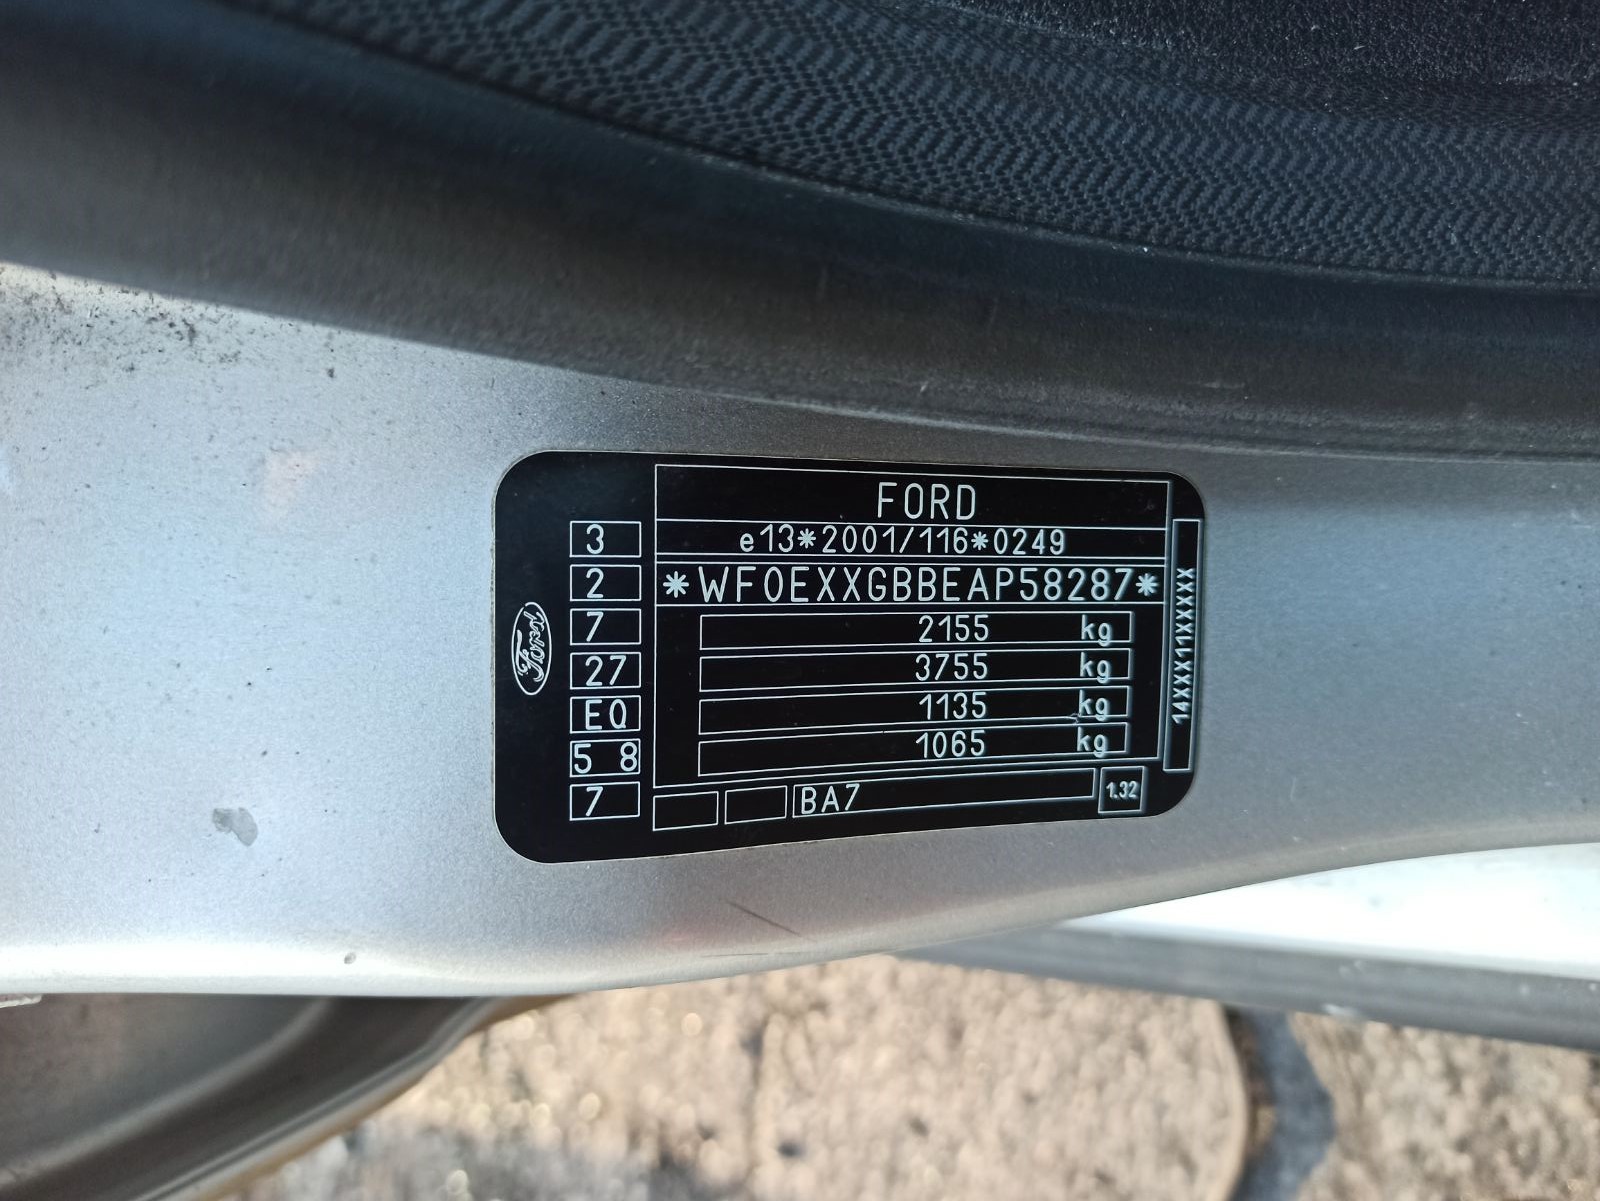 FORD
e13*2001/116*0249
*WF0EXXGBBEAP58287*
2155 kg
3755 kg
1135 kg
1065 kg
BA7
1.32
14XXX11XXXXX
3
2
7
27
EQ
5 8
7
Ford